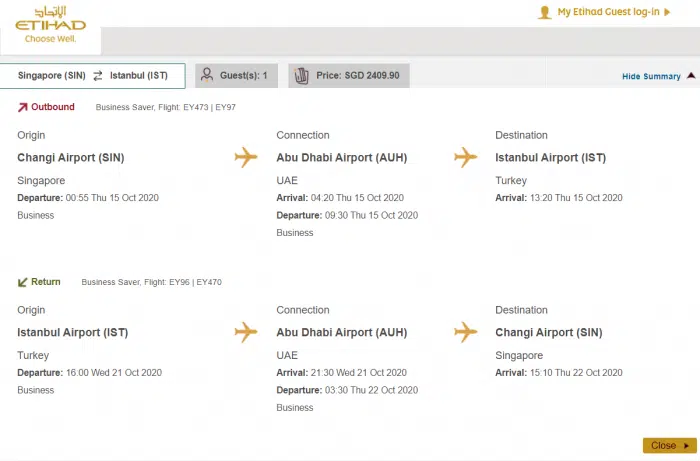 الإتحاد
ETIHAD
Choose Well.
My Etihad Guest log-in
Singapore (SIN) Istanbul (IST) Guest(s): 1 Price: SGD 2409.90 Hide Summary
Outbound Business Saver, Flight: EY473 | EY97
Origin Connection Destination
Changi Airport (SIN) Abu Dhabi Airport (AUH) Istanbul Airport (IST)
Singapore UAE Turkey
Departure: 00:55 Thu 15 Oct 2020 Arrival: 04:20 Thu 15 Oct 2020 Arrival: 13:20 Thu 15 Oct 2020
Business Departure: 09:30 Thu 15 Oct 2020
Business
Return Business Saver, Flight: EY96 | EY470
Origin Connection Destination
Istanbul Airport (IST) Abu Dhabi Airport (AUH) Changi Airport (SIN)
Turkey UAE Singapore
Departure: 16:00 Wed 21 Oct 2020 Arrival: 21:30 Wed 21 Oct 2020 Arrival: 15:10 Thu 22 Oct 2020
Business Departure: 03:30 Thu 22 Oct 2020
Business
Close